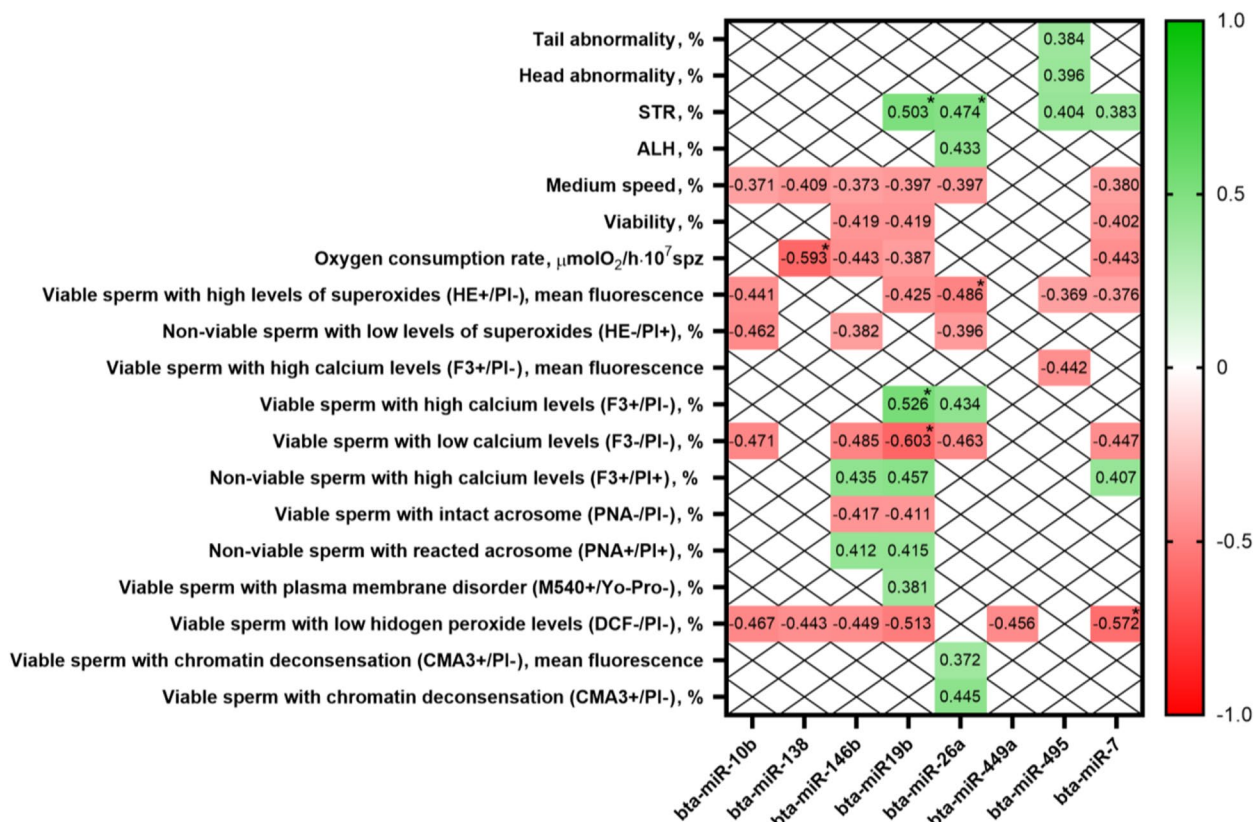 Tail abnormality, % 0.384
Head abnormality, % 0.396
STR, % 0.503* 0.474* 0.404 0.383
ALH, % 0.433
Medium speed, % -0.371 -0.409 -0.373 -0.397 -0.397 -0.380
Viability, % -0.419 -0.419 -0.402
Oxygen consumption rate, μmolO₂/h·10⁷spz -0.593* -0.443 -0.387 -0.443
Viable sperm with high levels of superoxides (HE+/PI-), mean fluorescence -0.441 -0.425 -0.486* -0.369 -0.376
Non-viable sperm with low levels of superoxides (HE-/PI+), % -0.462 -0.382 -0.396
Viable sperm with high calcium levels (F3+/PI-), mean fluorescence -0.442
Viable sperm with high calcium levels (F3+/PI-), % 0.526* 0.434
Viable sperm with low calcium levels (F3-/PI-), % -0.471 -0.485 -0.603* -0.463 -0.447
Non-viable sperm with high calcium levels (F3+/PI+), % 0.435 0.457 0.407
Viable sperm with intact acrosome (PNA-/PI-), % -0.417 -0.411
Non-viable sperm with reacted acrosome (PNA+/PI+), % 0.412 0.415
Viable sperm with plasma membrane disorder (M540+/Yo-Pro-), % 0.381
Viable sperm with low hidogen peroxide levels (DCF-/PI-), % -0.467 -0.443 -0.449 -0.513 -0.456 -0.572*
Viable sperm with chromatin deconsensation (CMA3+/PI-), mean fluorescence 0.372
Viable sperm with chromatin deconsensation (CMA3+/PI-), % 0.445
bta-miR-10b
bta-miR-138
bta-miR-146b
bta-miR19b
bta-miR-26a
bta-miR-449a
bta-miR-495
bta-miR-7
1.0
0.5
0
-0.5
-1.0